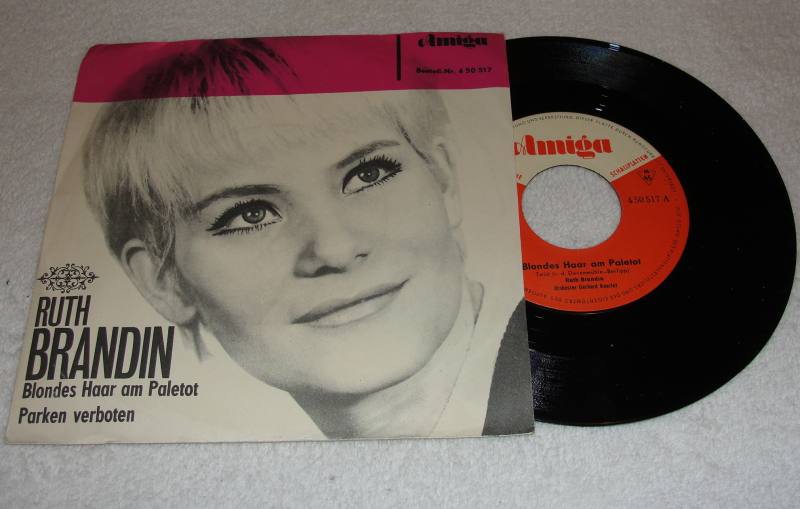 Amiga
Bestell-Nr. 4 50 517
RUTH
BRANDIN
Blondes Haar am Paletot
Parken verboten
Amiga
SCHALLPLATTEN
4 50 517 A
Blondes Haar am Paletot
Ruth Brandin